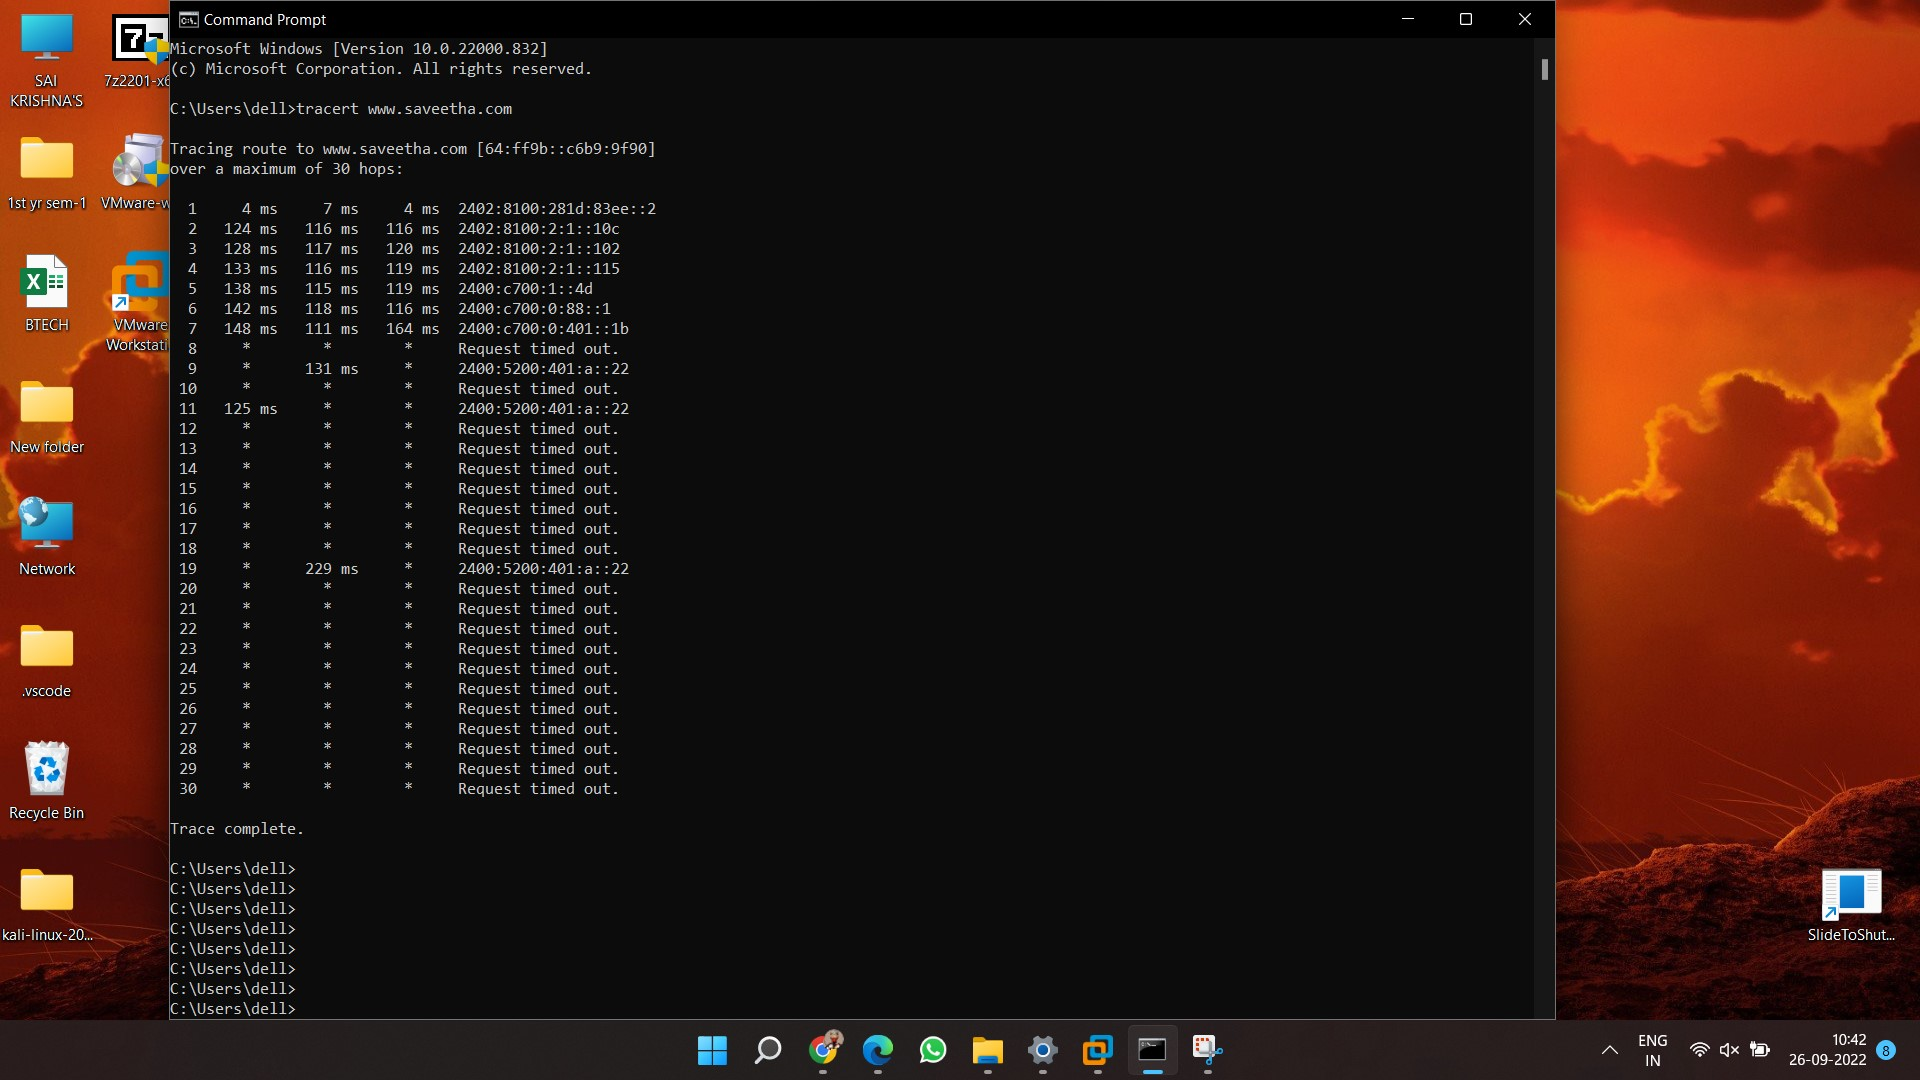 Command Prompt
Microsoft Windows [Version 10.0.22000.832]
(c) Microsoft Corporation. All rights reserved.
C:\Users\dell>tracert www.saveetha.com
Tracing route to www.saveetha.com [64:ff9b::c6b9:9f90]
over a maximum of 30 hops:
1 4 ms 7 ms 4 ms 2402:8100:281d:83ee::2
2 124 ms 116 ms 116 ms 2402:8100:2:1::10c
3 128 ms 117 ms 120 ms 2402:8100:2:1::102
4 133 ms 116 ms 119 ms 2402:8100:2:1::115
5 138 ms 115 ms 119 ms 2400:c700:1::4d
6 142 ms 118 ms 116 ms 2400:c700:0:88::1
7 148 ms 111 ms 164 ms 2400:c700:0:401::1b
8 * * * Request timed out.
9 * 131 ms * 2400:5200:401:a::22
10 * * * Request timed out.
11 125 ms * * 2400:5200:401:a::22
12 * * * Request timed out.
13 * * * Request timed out.
14 * * * Request timed out.
15 * * * Request timed out.
16 * * * Request timed out.
17 * * * Request timed out.
18 * * * Request timed out.
19 * 229 ms * 2400:5200:401:a::22
20 * * * Request timed out.
21 * * * Request timed out.
22 * * * Request timed out.
23 * * * Request timed out.
24 * * * Request timed out.
25 * * * Request timed out.
26 * * * Request timed out.
27 * * * Request timed out.
28 * * * Request timed out.
29 * * * Request timed out.
30 * * * Request timed out.
Trace complete.
C:\Users\dell>
C:\Users\dell>
C:\Users\dell>
C:\Users\dell>
C:\Users\dell>
C:\Users\dell>
C:\Users\dell>
C:\Users\dell>
SAI
KRISHNA'S
7z2201-x6
1st yr sem-1
VMware-w
BTECH
VMware
Workstati
New folder
Network
.vscode
Recycle Bin
kali-linux-20...
SlideToShut...
ENG
IN
10:42
26-09-2022
8